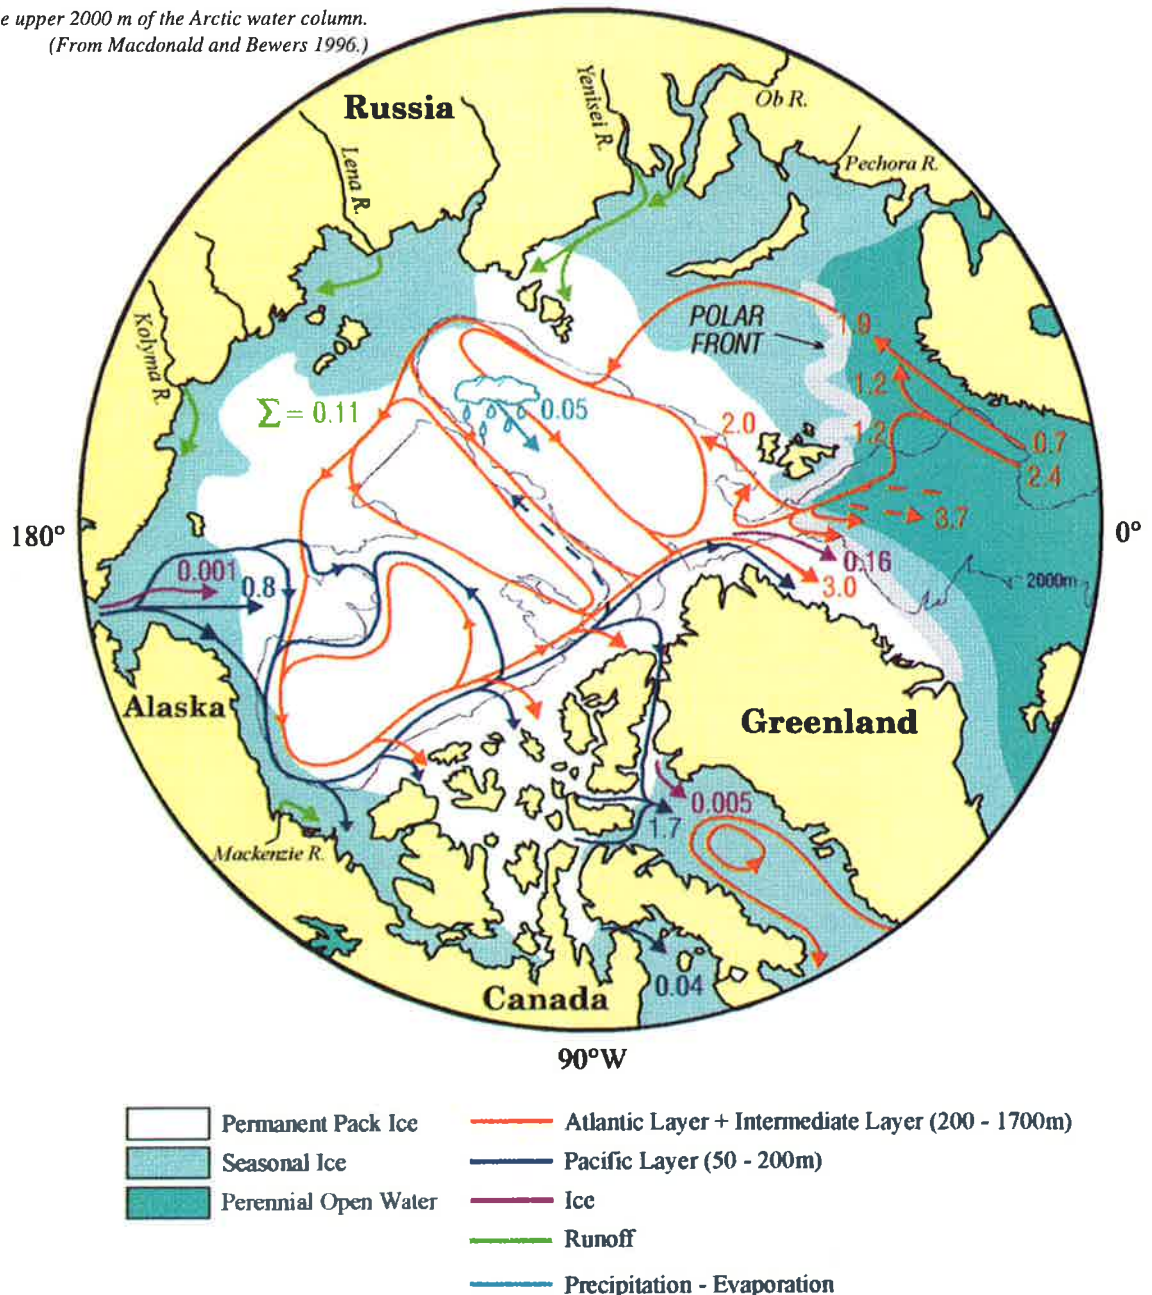 e upper 2000 m of the Arctic water column.
(From Macdonald and Bewers 1996.)
Russia
Yenisei R.
Ob R.
Pechora R.
Lena R.
Kolyma R.
POLAR
FRONT
1.9
1.2
Σ = 0.11
0.05
2.0
1.2
0.7
2.4
3.7
180°
0°
0.001
0.8
0.16
3.0
2000m
Alaska
Greenland
0.005
1.7
Mackenzie R.
0.04
Canada
90°W
Permanent Pack Ice
Seasonal Ice
Perennial Open Water
Atlantic Layer + Intermediate Layer (200 - 1700m)
Pacific Layer (50 - 200m)
Ice
Runoff
Precipitation - Evaporation